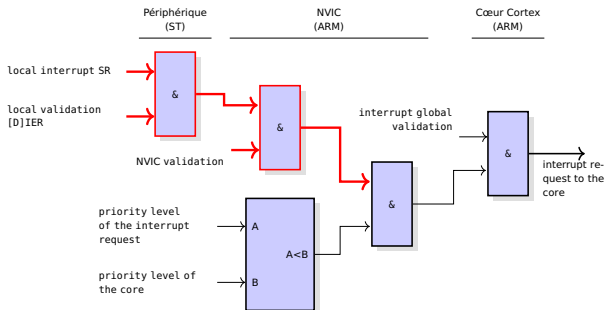 Périphérique
(ST)
NVIC
(ARM)
Cœur Cortex
(ARM)
local interrupt SR
local validation
[D]IER
&
NVIC validation
&
interrupt global
validation
&
interrupt re-
quest to the
core
priority level
of the interrupt
request
A
A<B
&
priority level of
the core
B